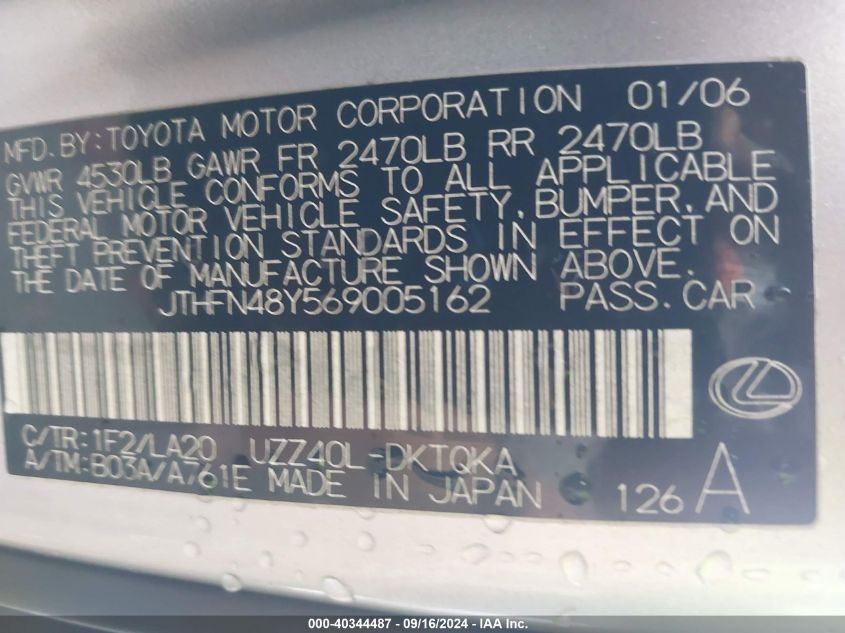 MFD.BY:TOYOTA MOTOR CORPORATION 01/06
GVWR 4530LB GAWR FR 2470LB RR 2470LB
THIS VEHICLE CONFORMS TO ALL APPLICABLE
FEDERAL MOTOR VEHICLE SAFETY,BUMPER,AND
THEFT PREVENTION STANDARDS IN EFFECT ON
THE DATE OF MANUFACTURE SHOWN ABOVE.
JTHFN48Y569005162 PASS.CAR
C/TR:1F2/LA20 UZZ40L-DKTQKA
A/TM:B03A/A761E MADE IN JAPAN 126 A
000-40344487 - 09/16/2024 - IAA Inc.